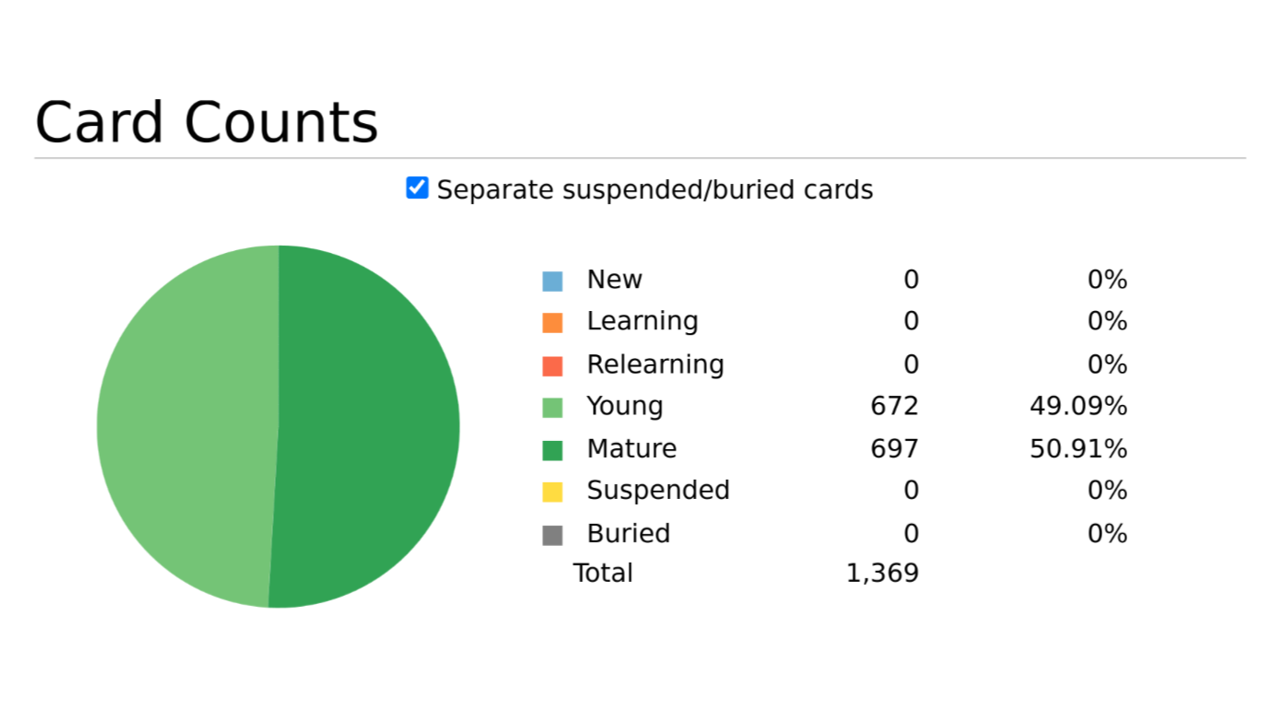 Card Counts
Separate suspended/buried cards
New 0 0%
Learning 0 0%
Relearning 0 0%
Young 672 49.09%
Mature 697 50.91%
Suspended 0 0%
Buried 0 0%
Total 1,369